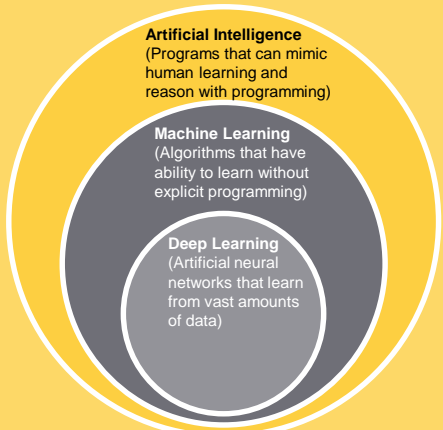 Artificial Intelligence
(Programs that can mimic
human learning and
reason with programming)
Machine Learning
(Algorithms that have
ability to learn without
explicit programming)
Deep Learning
(Artificial neural
networks that learn
from vast amounts
of data)